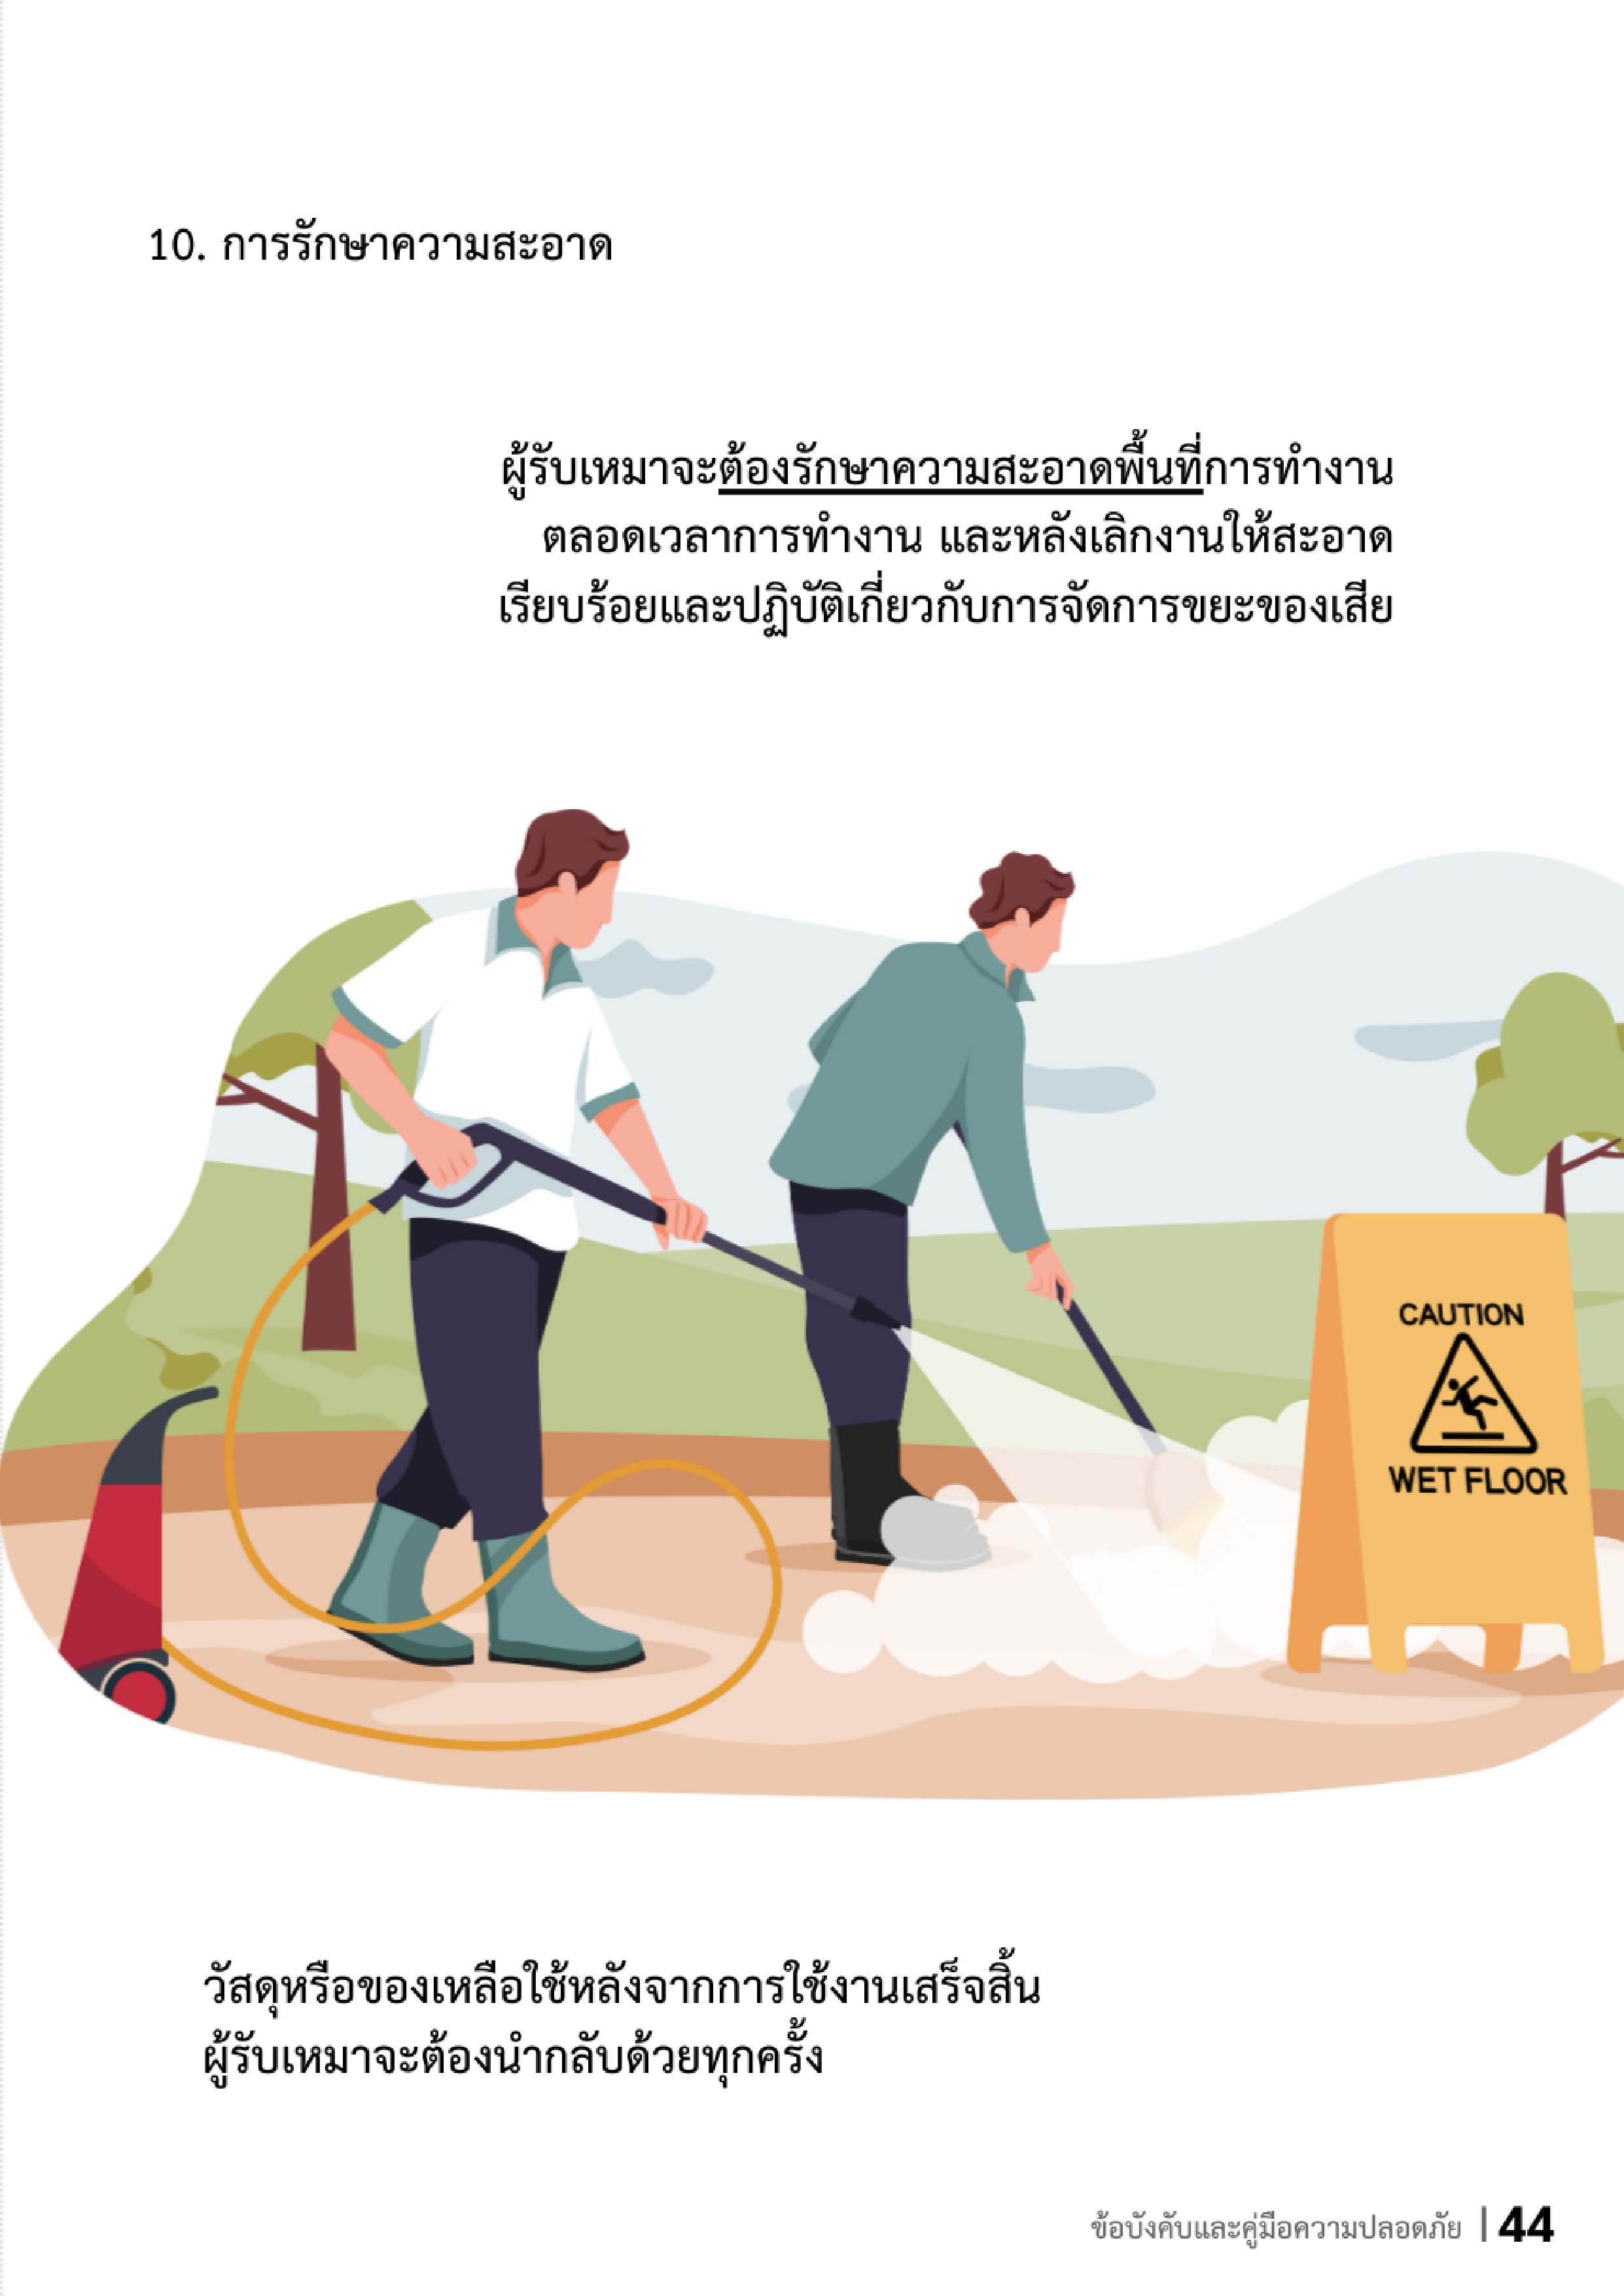 10. การรักษาความสะอาด
ผู้รับเหมาจะต้องรักษาความสะอาดพื้นที่การทำงาน
ตลอดเวลาการทำงาน และหลังเลิกงานให้สะอาด
เรียบร้อยและปฏิบัติเกี่ยวกับการจัดการขยะของเสีย
CAUTION
WET FLOOR
วัสดุหรือของเหลือใช้หลังจากการใช้งานเสร็จสิ้น
ผู้รับเหมาจะต้องนำกลับด้วยทุกครั้ง
ข้อบังคับและคู่มือความปลอดภัย | 44